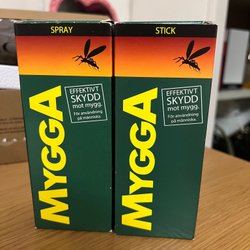 SPRAY
MYGGA
EFFEKTIVT
SKYDD
mot mygg.
För användning
på människa.
STICK
MYGGA
EFFEKTIVT
SKYDD
mot mygg.
För användning
på människa.